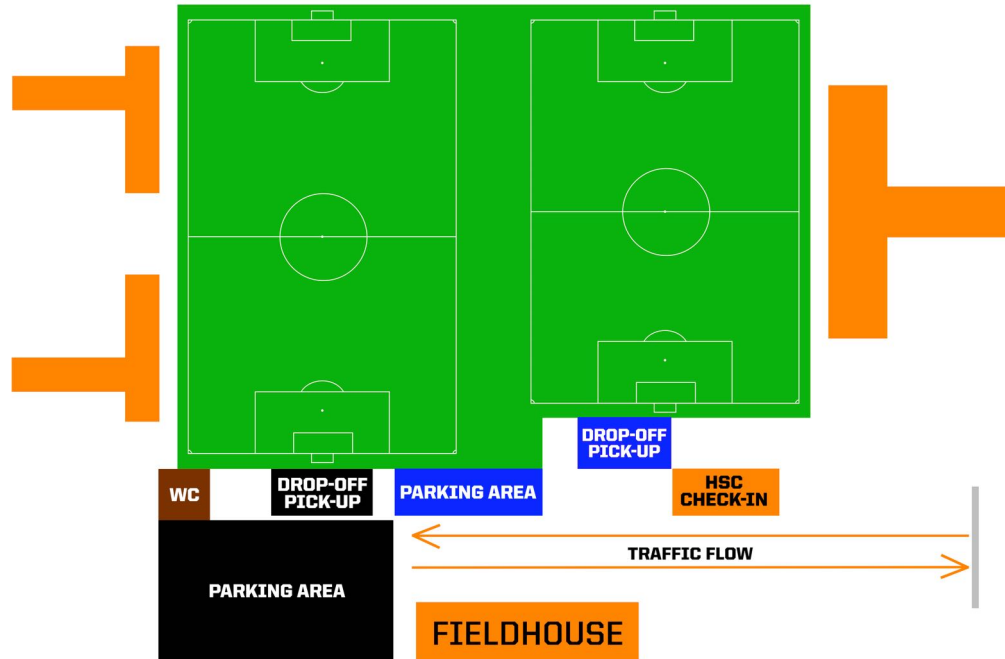 DROP-OFF
PICK-UP
WC
DROP-OFF
PICK-UP
PARKING AREA
HSC
CHECK-IN
TRAFFIC FLOW
PARKING AREA
FIELDHOUSE